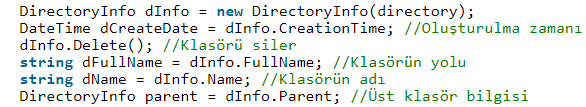 DirectoryInfo dInfo = new DirectoryInfo(directory);
DateTime dCreateDate = dInfo.CreationTime; //Oluşturulma zamanı
dInfo.Delete(); //Klasörü siler
string dFullName = dInfo.FullName; //Klasörün yolu
string dName = dInfo.Name; //Klasörün adı
DirectoryInfo parent = dInfo.Parent; //Üst klasör bilgisi